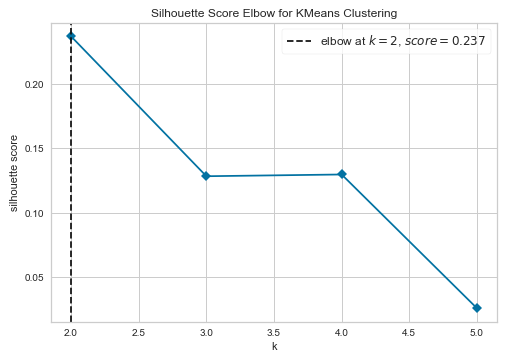 Silhouette Score Elbow for KMeans Clustering
elbow at k = 2, score = 0.237
silhouette score
0.20
0.15
0.10
0.05
2.0 2.5 3.0 3.5 4.0 4.5 5.0
k